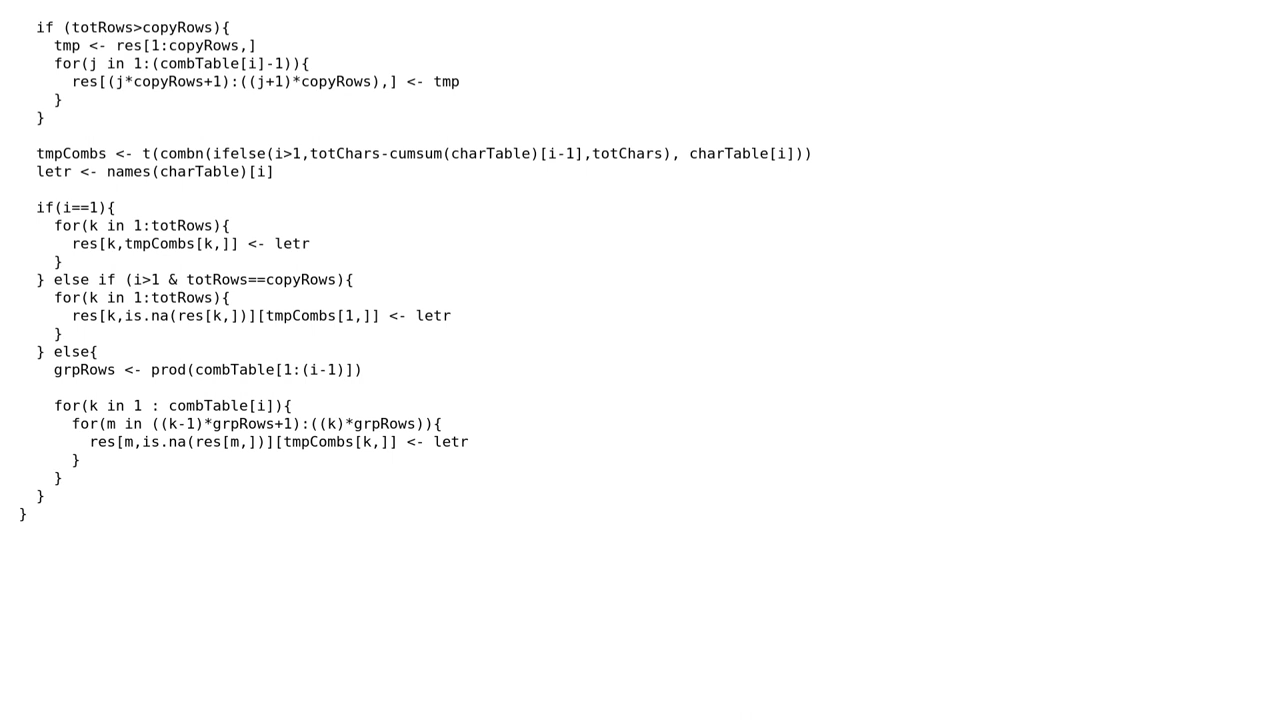 if (totRows>copyRows){
    tmp <- res[1:copyRows,]
    for(j in 1:(combTable[i]-1)){
      res[(j*copyRows+1):((j+1)*copyRows),] <- tmp
    }
  }

  tmpCombs <- t(combn(ifelse(i>1,totChars-cumsum(charTable)[i-1],totChars), charTable[i]))
  letr <- names(charTable)[i]

  if(i==1){
    for(k in 1:totRows){
      res[k,tmpCombs[k,]] <- letr
    }
  } else if (i>1 & totRows==copyRows){
    for(k in 1:totRows){
      res[k,is.na(res[k,])][tmpCombs[1,]] <- letr
    }
  } else{
    grpRows <- prod(combTable[1:(i-1)])

    for(k in 1 : combTable[i]){
      for(m in ((k-1)*grpRows+1):((k)*grpRows)){
        res[m,is.na(res[m,])][tmpCombs[k,]] <- letr
      }
    }
  }
}